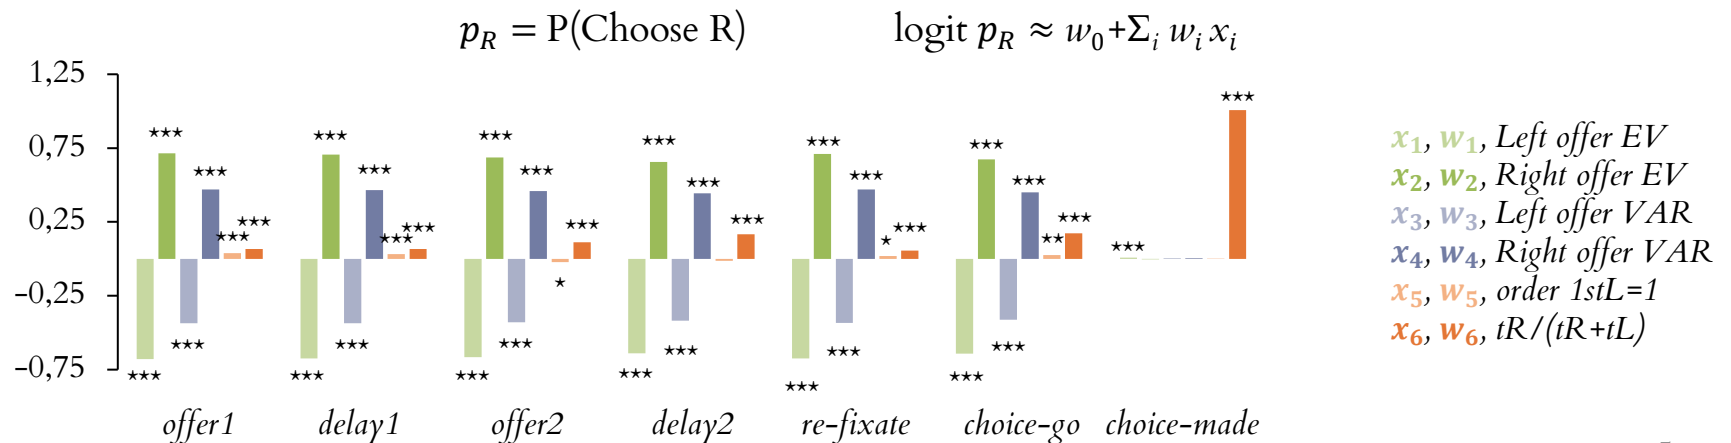 p_R = P(Choose R)
logit p_R ≈ w_0+Σ_i w_i x_i
1,25
0,75
0,25
-0,25
-0,75
⋆⋆⋆ ⋆⋆⋆ ⋆⋆⋆ ⋆⋆⋆ ⋆⋆⋆ ⋆⋆⋆
⋆⋆⋆ ⋆⋆⋆ ⋆⋆⋆ ⋆⋆⋆ ⋆⋆⋆ ⋆⋆⋆
⋆⋆⋆ ⋆⋆⋆ ⋆⋆⋆ ⋆ ⋆⋆⋆
⋆⋆⋆ ⋆⋆⋆ ⋆⋆⋆ ⋆⋆⋆ ⋆⋆⋆ ⋆⋆⋆
⋆⋆⋆ ⋆⋆⋆ ⋆⋆⋆ ⋆⋆⋆ ⋆ ⋆⋆⋆
⋆⋆⋆ ⋆⋆⋆ ⋆⋆ ⋆⋆⋆
⋆⋆⋆ ⋆⋆⋆
offer1 delay1 offer2 delay2 re-fixate choice-go choice-made
x_1, w_1, Left offer EV
x_2, w_2, Right offer EV
x_3, w_3, Left offer VAR
x_4, w_4, Right offer VAR
x_5, w_5, order 1stL=1
x_6, w_6, tR/(tR+tL)